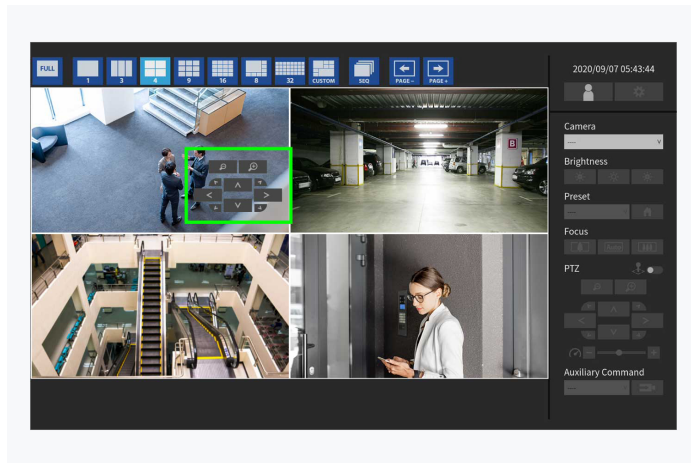 FULL
1
3
4
9
16
8
32
CUSTOM
SEQ
PAGE −
PAGE +
2020/09/07 05:43:44
Camera
---
Brightness
Preset
---
B
Focus
Auto
PTZ
Auxiliary Command
---